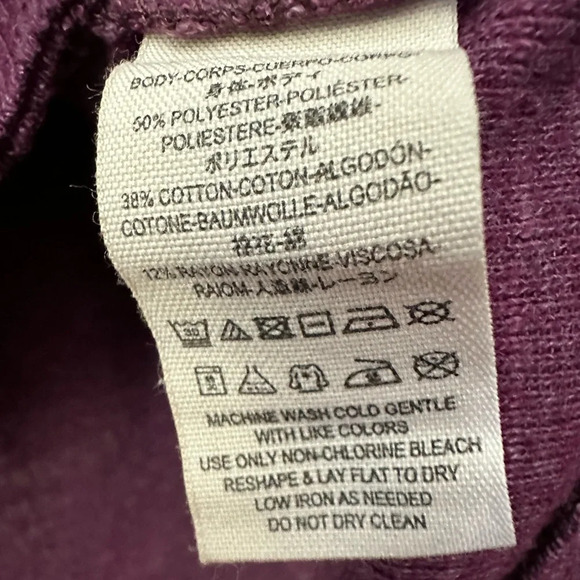 BODY-CORPS-CUERPO-CORPO-
身体-ボディ
50% POLYESTER-POLIÉSTER-
POLIESTERE-聚酯纖維-
ポリエステル
38% COTTON-COTON-ALGODÓN-
COTONE-BAUMWOLLE-ALGODÃO-
12% RAYON-RAYONNE-VISCOSA-
RAIOM-人造絲-レーヨン
30
MACHINE WASH COLD GENTLE
WITH LIKE COLORS
USE ONLY NON-CHLORINE BLEACH
RESHAPE & LAY FLAT TO DRY
LOW IRON AS NEEDED
DO NOT DRY CLEAN